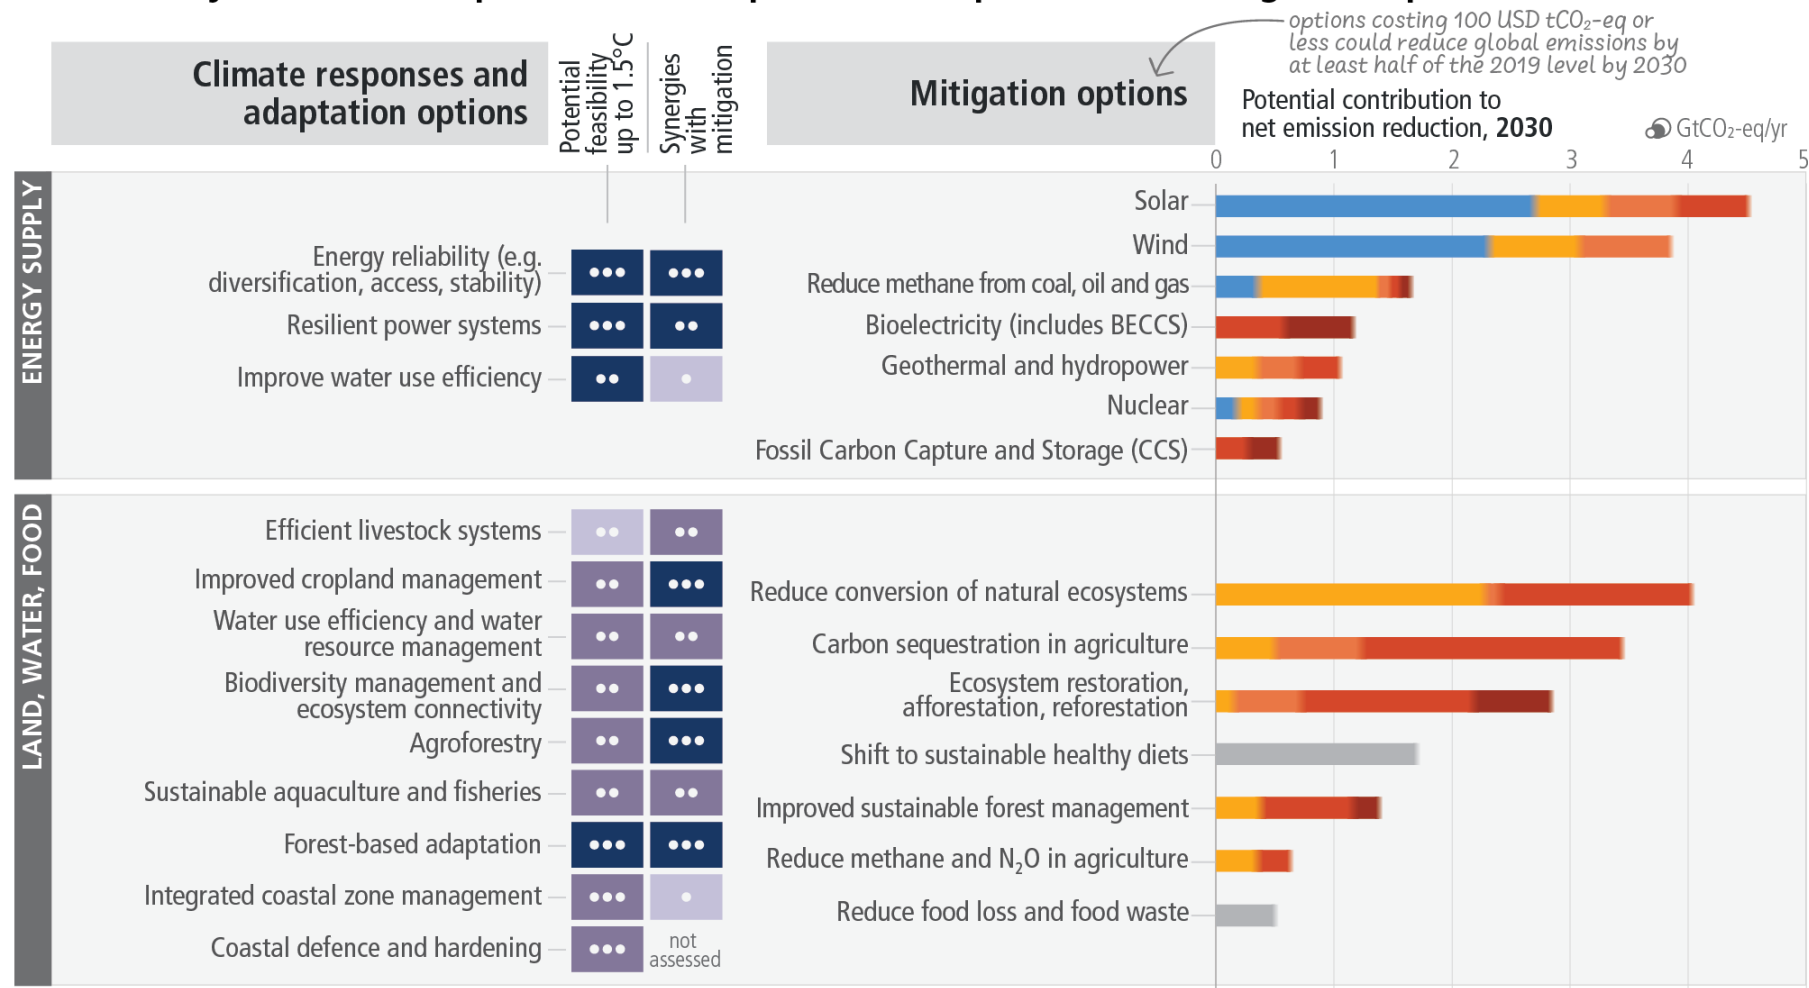 options costing 100 USD tCO₂-eq or
less could reduce global emissions by
at least half of the 2019 level by 2030
Climate responses and
adaptation options
Potential
feasibility
up to 1.5°C
Synergies
with
mitigation
Mitigation options
Potential contribution to
net emission reduction, 2030
GtCO₂-eq/yr
0 1 2 3 4 5
ENERGY SUPPLY
Energy reliability (e.g.
diversification, access, stability)
Resilient power systems
Improve water use efficiency
Solar
Wind
Reduce methane from coal, oil and gas
Bioelectricity (includes BECCS)
Geothermal and hydropower
Nuclear
Fossil Carbon Capture and Storage (CCS)
LAND, WATER, FOOD
Efficient livestock systems
Improved cropland management
Water use efficiency and water
resource management
Biodiversity management and
ecosystem connectivity
Agroforestry
Sustainable aquaculture and fisheries
Forest-based adaptation
Integrated coastal zone management
Coastal defence and hardening
not
assessed
Reduce conversion of natural ecosystems
Carbon sequestration in agriculture
Ecosystem restoration,
afforestation, reforestation
Shift to sustainable healthy diets
Improved sustainable forest management
Reduce methane and N₂O in agriculture
Reduce food loss and food waste